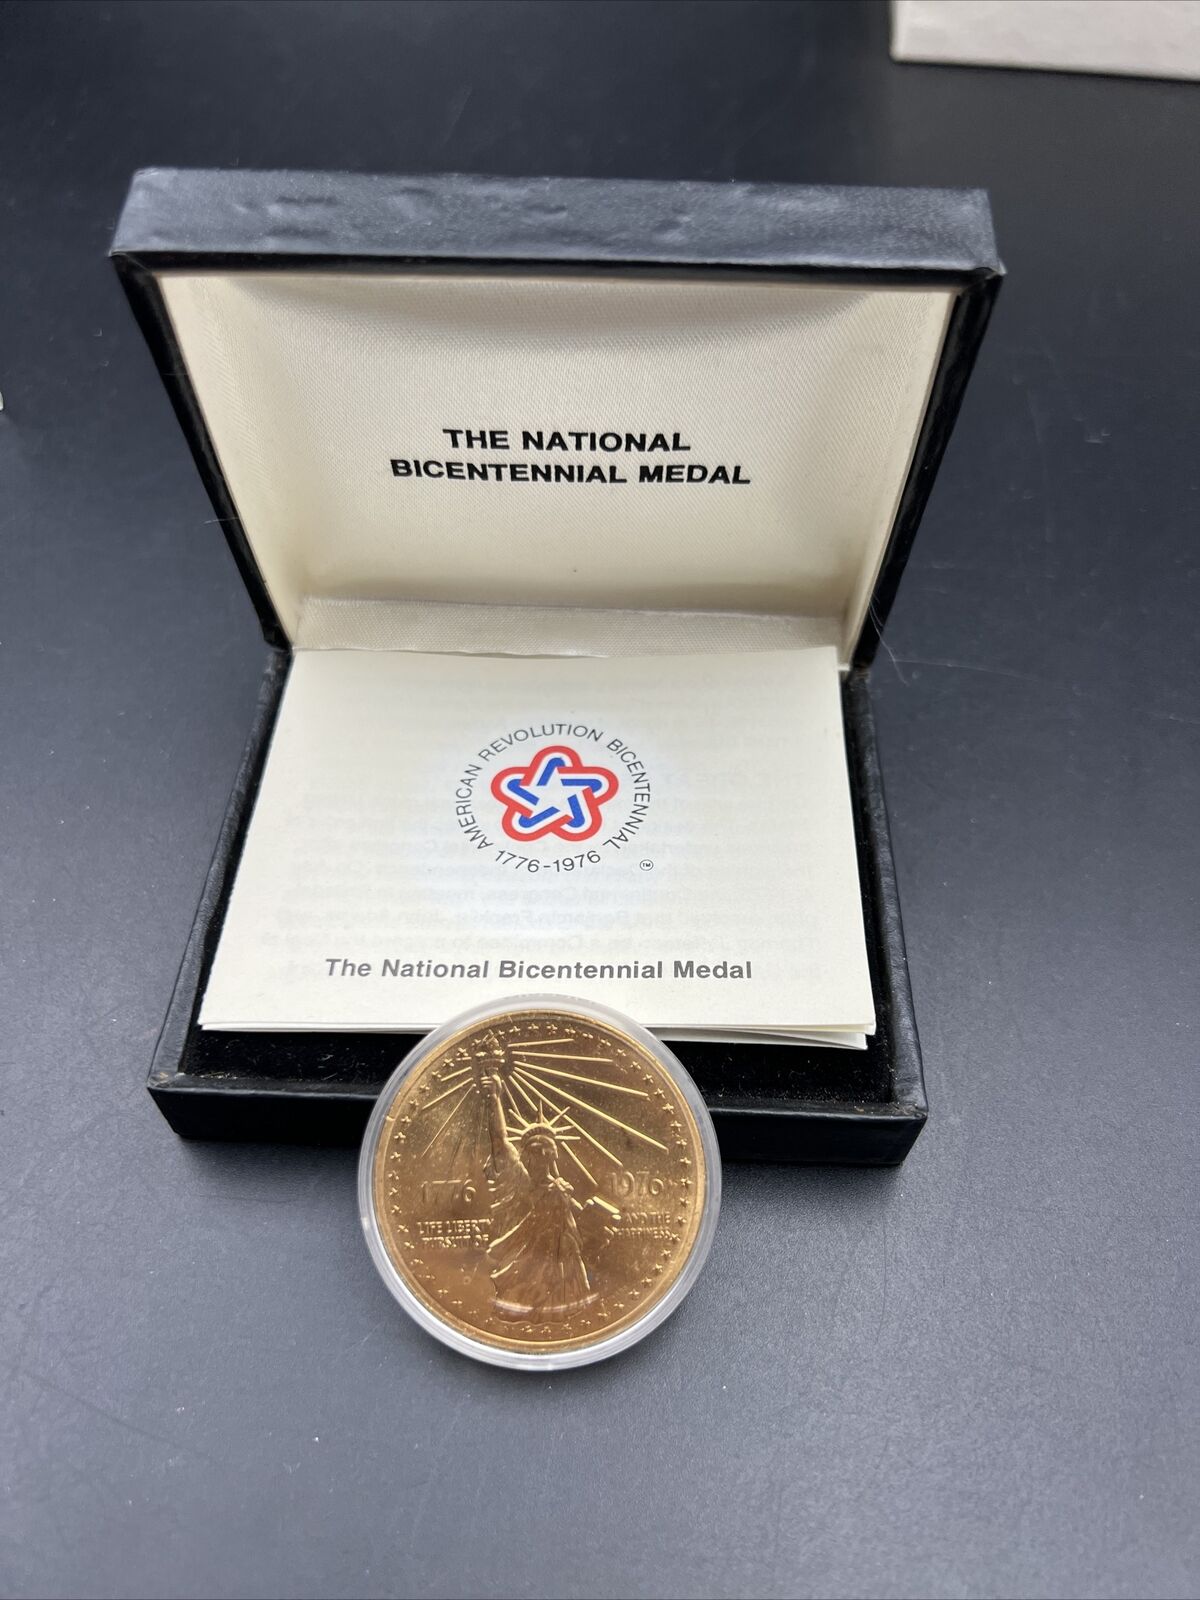 THE NATIONAL
BICENTENNIAL MEDAL
AMERICAN REVOLUTION BICENTENNIAL
1776-1976
TM
The National Bicentennial Medal
1776 1976
LIFE LIBERTY AND THE
PURSUIT OF HAPPINESS